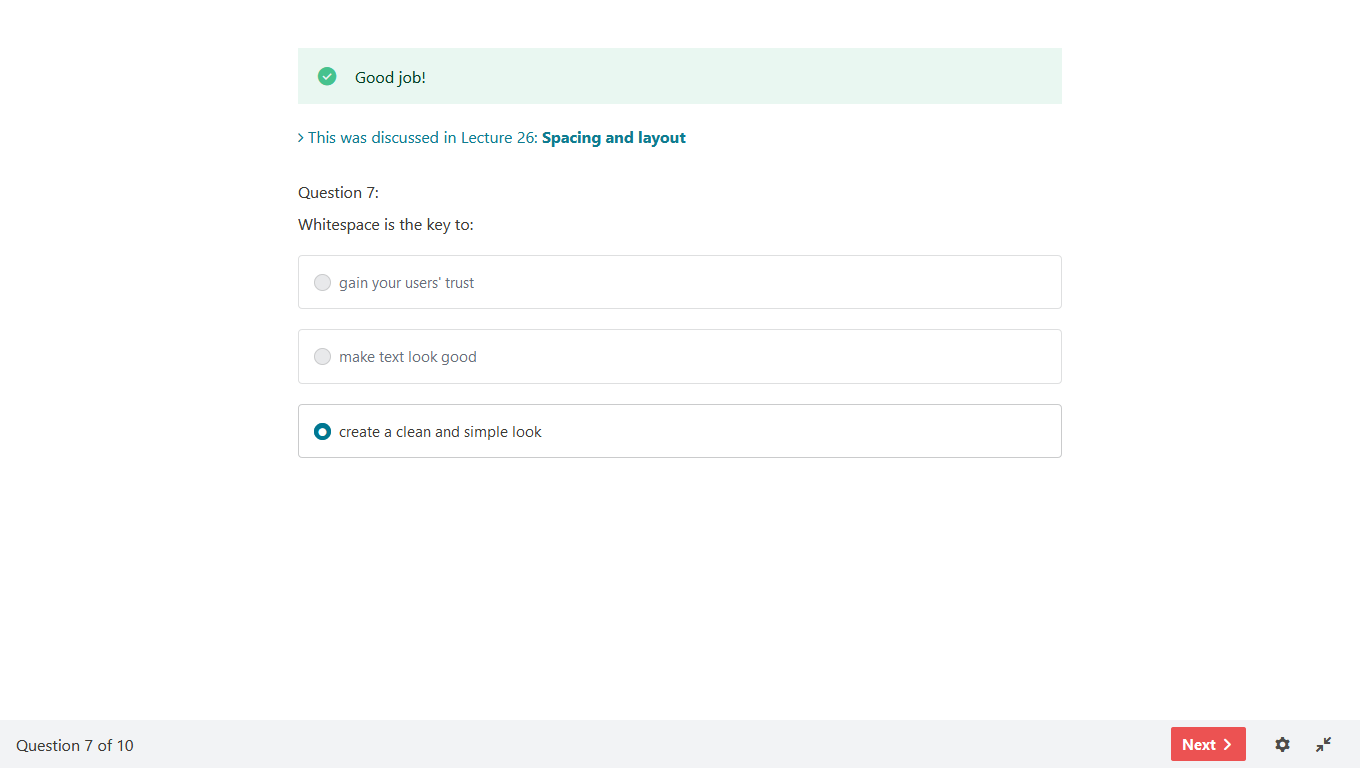 Good job!
This was discussed in Lecture 26: Spacing and layout
Question 7:
Whitespace is the key to:
gain your users' trust
make text look good
create a clean and simple look
Question 7 of 10
Next